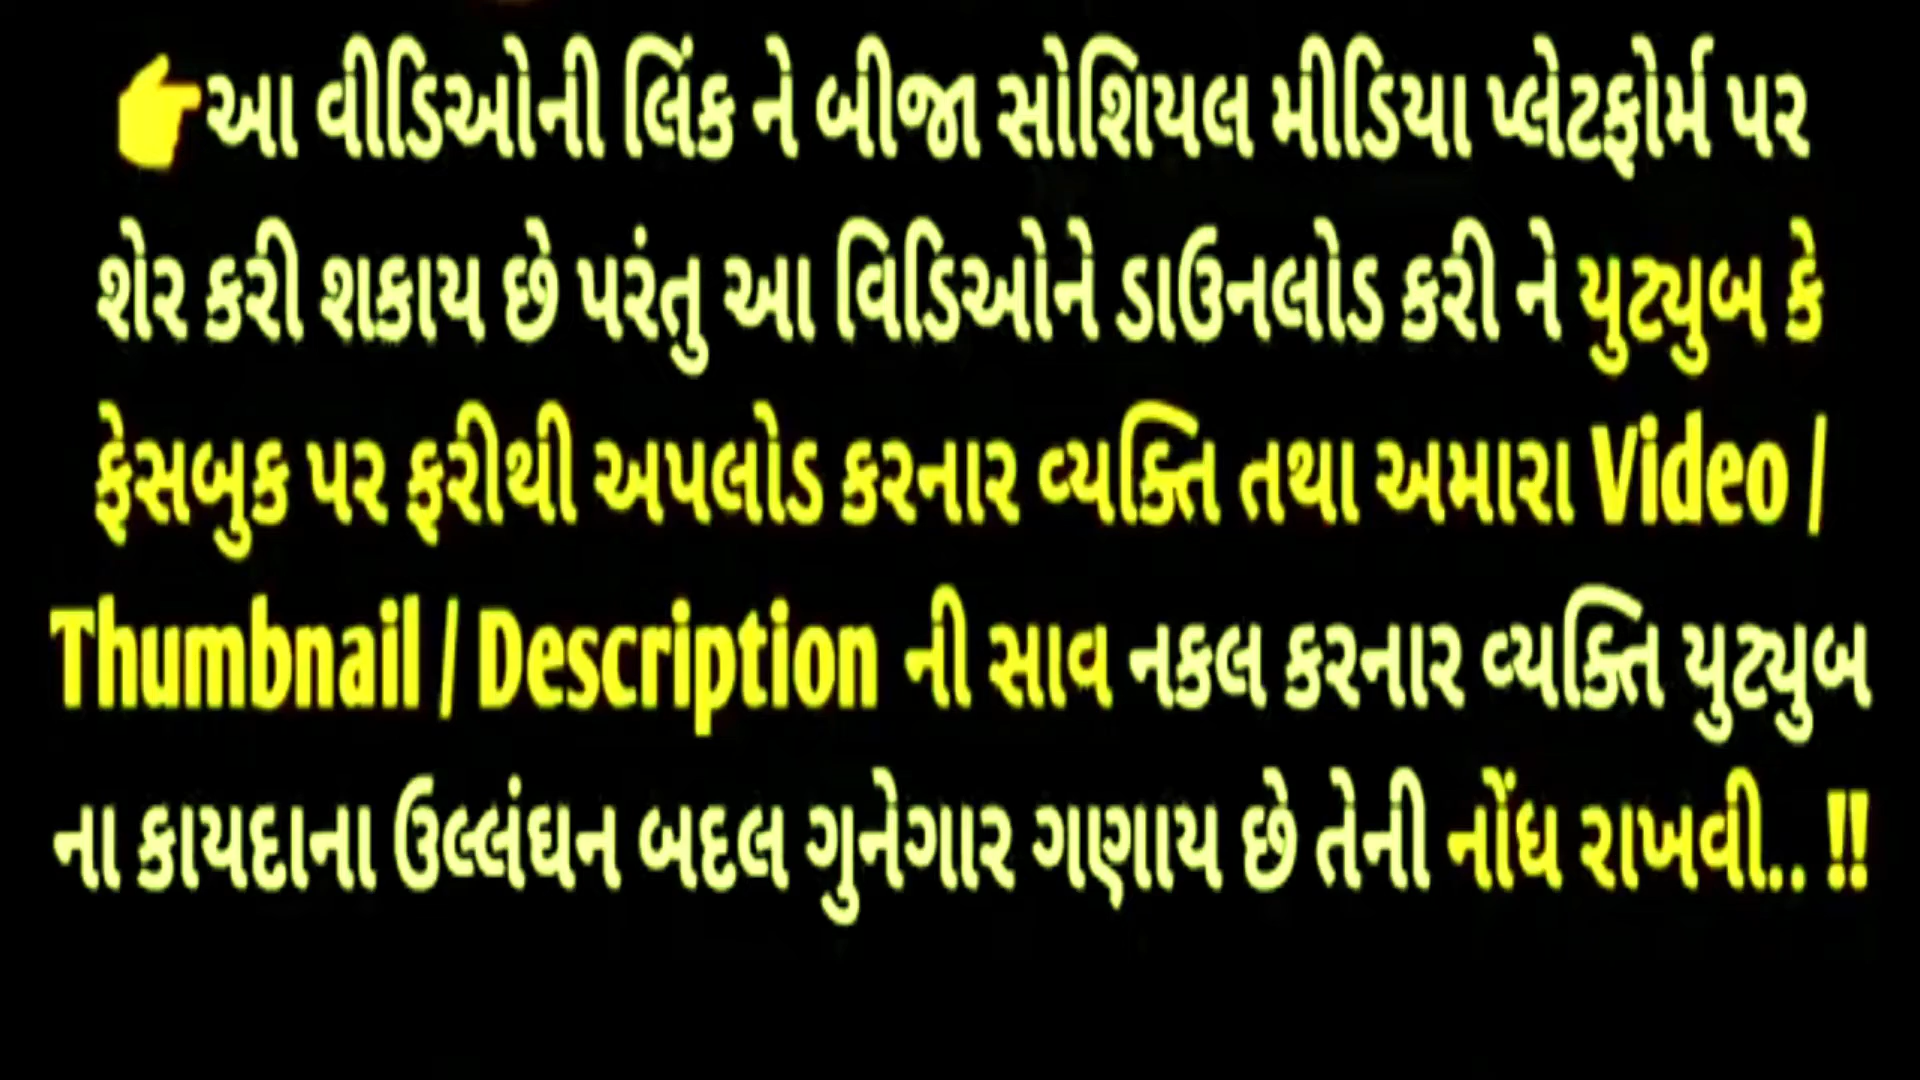 👉આ વીડિઓની લિંક ને બીજા સોશિયલ મીડિયા પ્લેટફોર્મ પર
શેર કરી શકાય છે પરંતુ આ વિડિઓને ડાઉનલોડ કરી ને યુટ્યુબ કે
ફેસબુક પર ફરીથી અપલોડ કરનાર વ્યક્તિ તથા અમારા Video /
Thumbnail / Description ની સાવ નકલ કરનાર વ્યક્તિ યુટ્યુબ
ના કાયદાના ઉલ્લંઘન બદલ ગુનેગાર ગણાય છે તેની નોંધ રાખવી.. !!